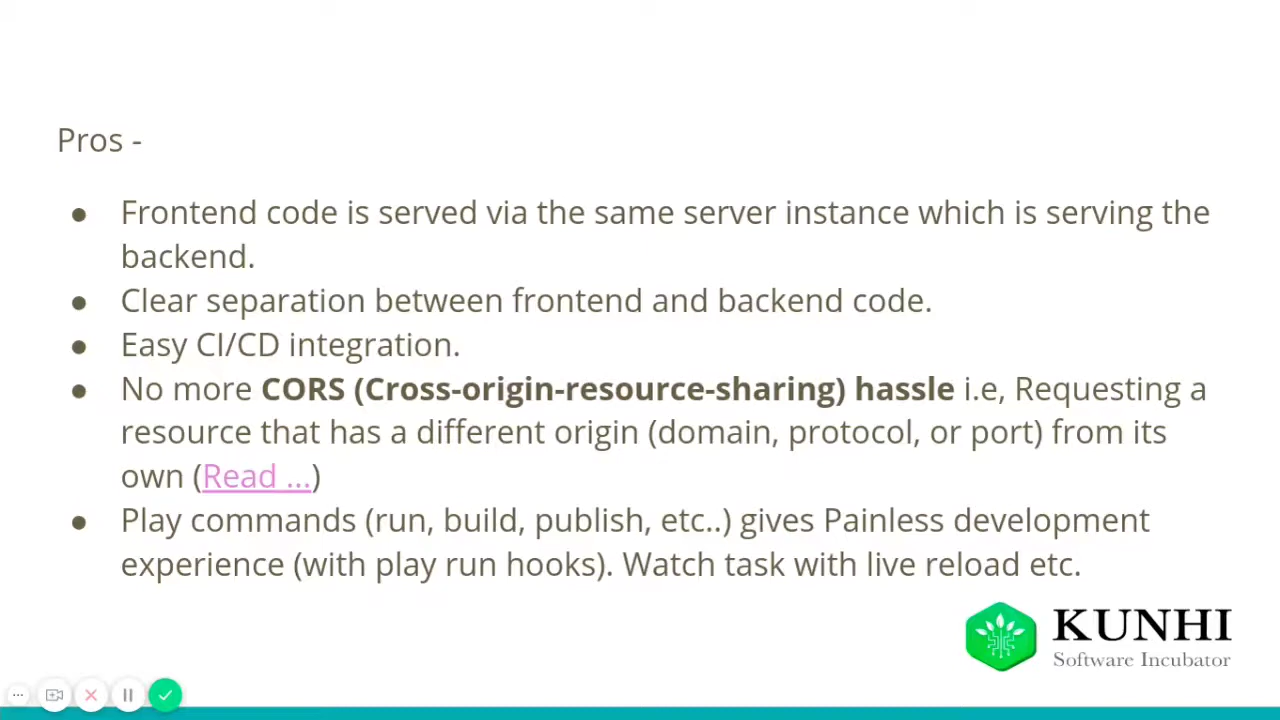 Pros -
● Frontend code is served via the same server instance which is serving the
backend.
● Clear separation between frontend and backend code.
● Easy CI/CD integration.
● No more CORS (Cross-origin-resource-sharing) hassle i.e, Requesting a
resource that has a different origin (domain, protocol, or port) from its
own (Read ...)
● Play commands (run, build, publish, etc..) gives Painless development
experience (with play run hooks). Watch task with live reload etc.
KUNHI
Software Incubator